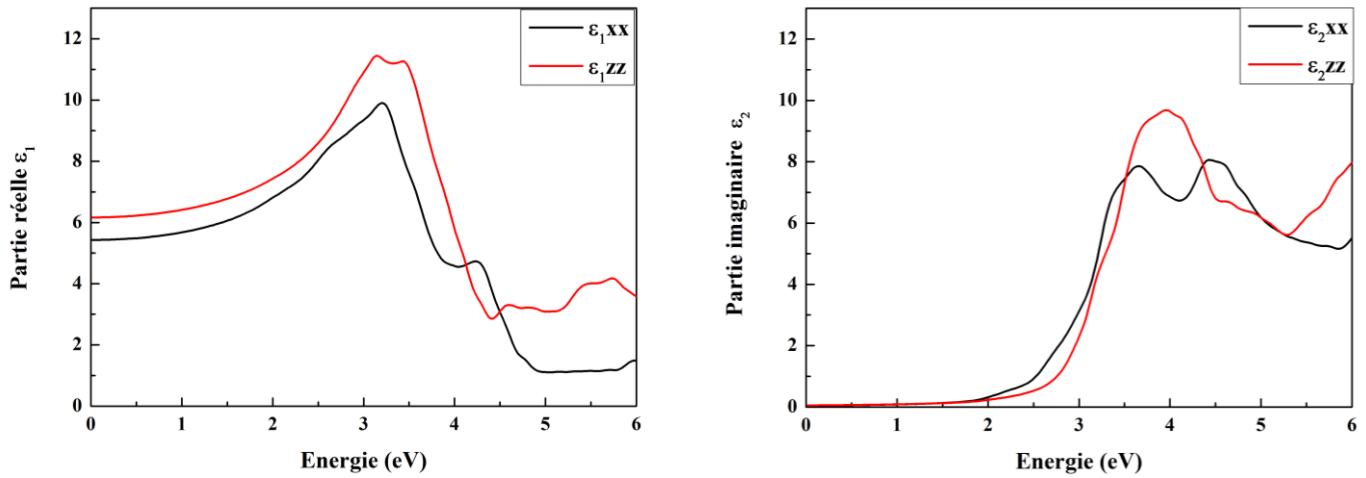 12
10
8
6
4
2
0
Partie réelle ε₁
ε₁xx
ε₁zz
0 1 2 3 4 5 6
Energie (eV)
12
10
8
6
4
2
0
Partie imaginaire ε₂
ε₂xx
ε₂zz
0 1 2 3 4 5 6
Energie (eV)